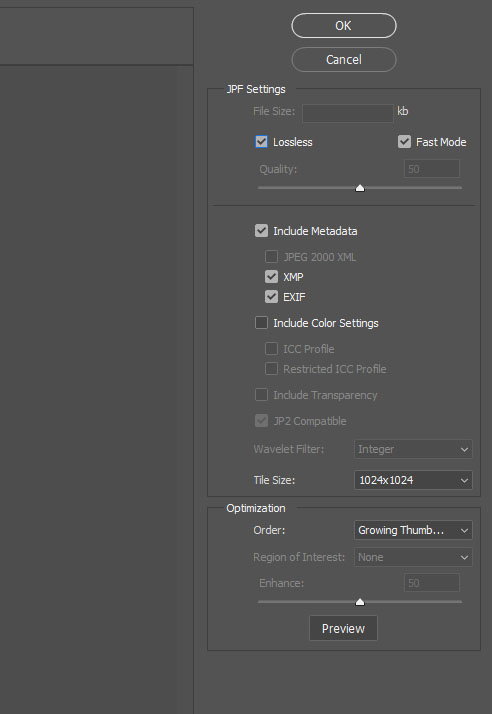 OK
Cancel
JPF Settings
File Size: kb
Lossless Fast Mode
Quality: 50
Include Metadata
JPEG 2000 XML
XMP
EXIF
Include Color Settings
ICC Profile
Restricted ICC Profile
Include Transparency
JP2 Compatible
Wavelet Filter: Integer
Tile Size: 1024x1024
Optimization
Order: Growing Thumb...
Region of Interest: None
Enhance: 50
Preview